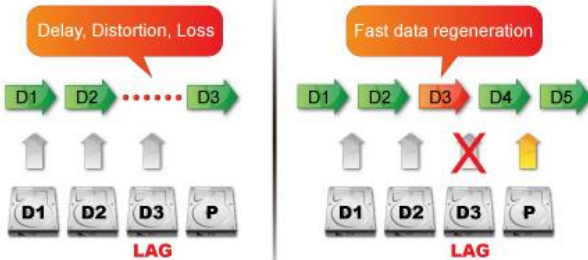 Delay, Distortion, Loss
D1 D2 D3
D1 D2 D3 P
LAG
Fast data regeneration
D1 D2 D3 D4 D5
X
D1 D2 D3 P
LAG